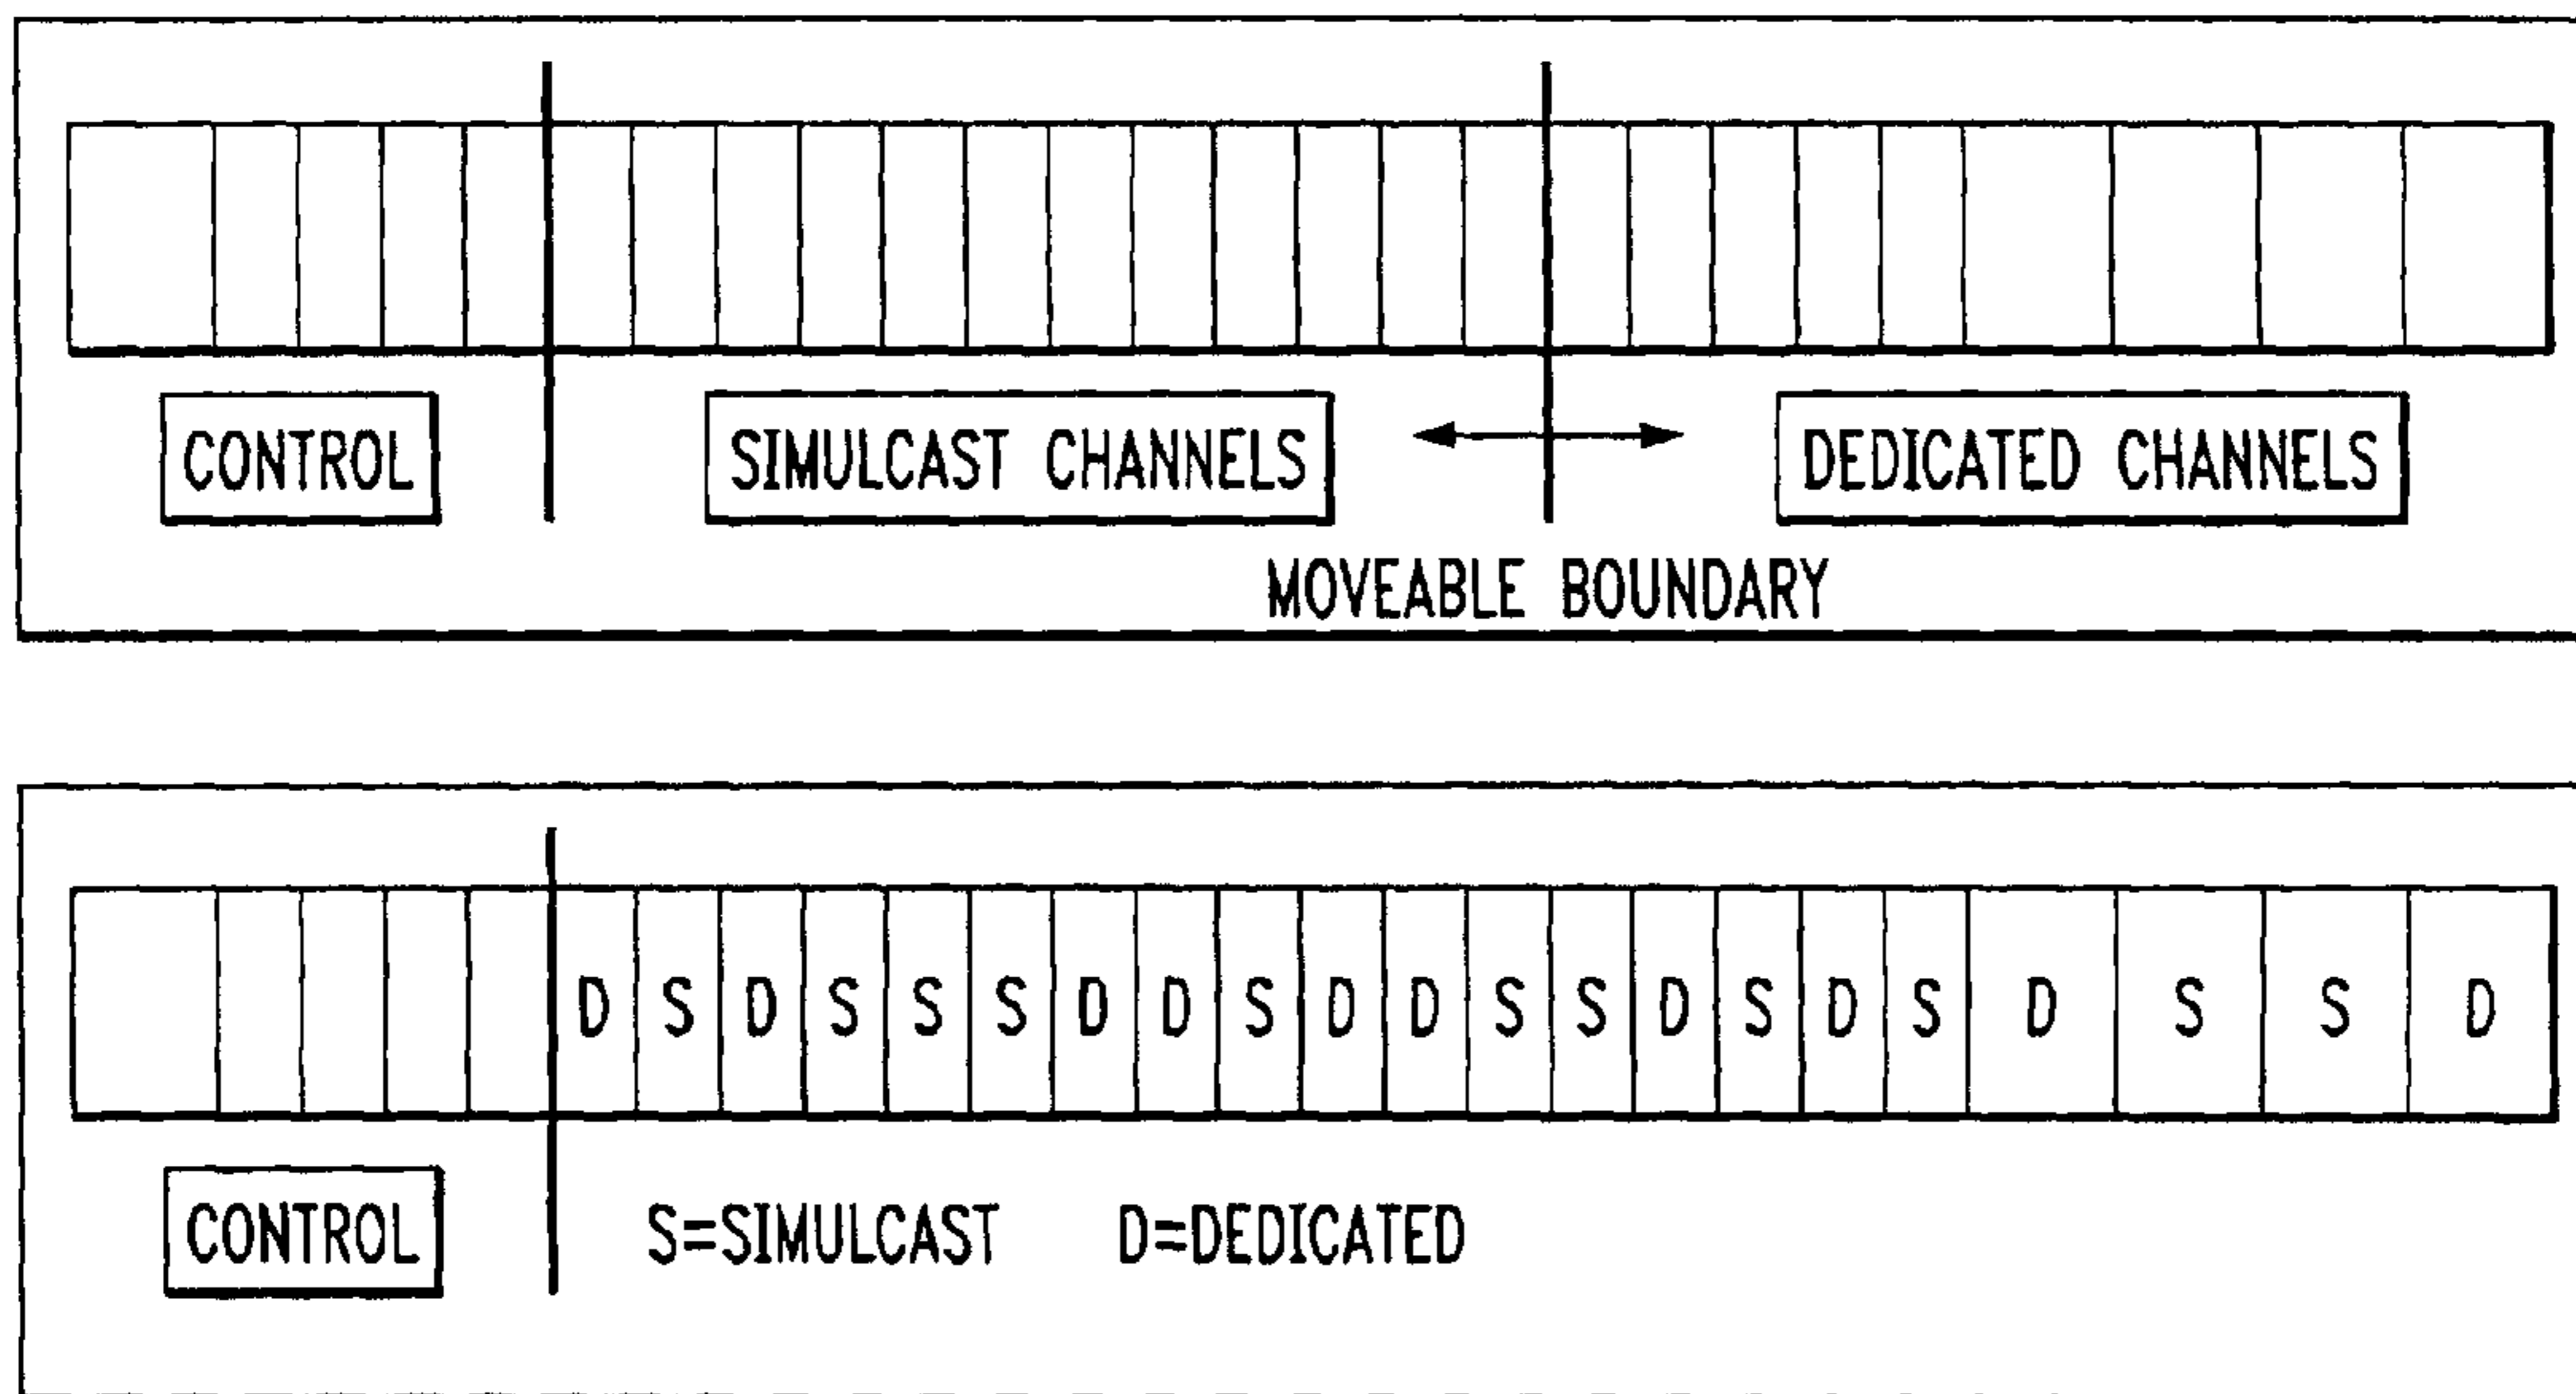 CONTROL
SIMULCAST CHANNELS
DEDICATED CHANNELS
MOVEABLE BOUNDARY
D S D S S S D D S D D S S D S D S D S S D
CONTROL
S=SIMULCAST D=DEDICATED